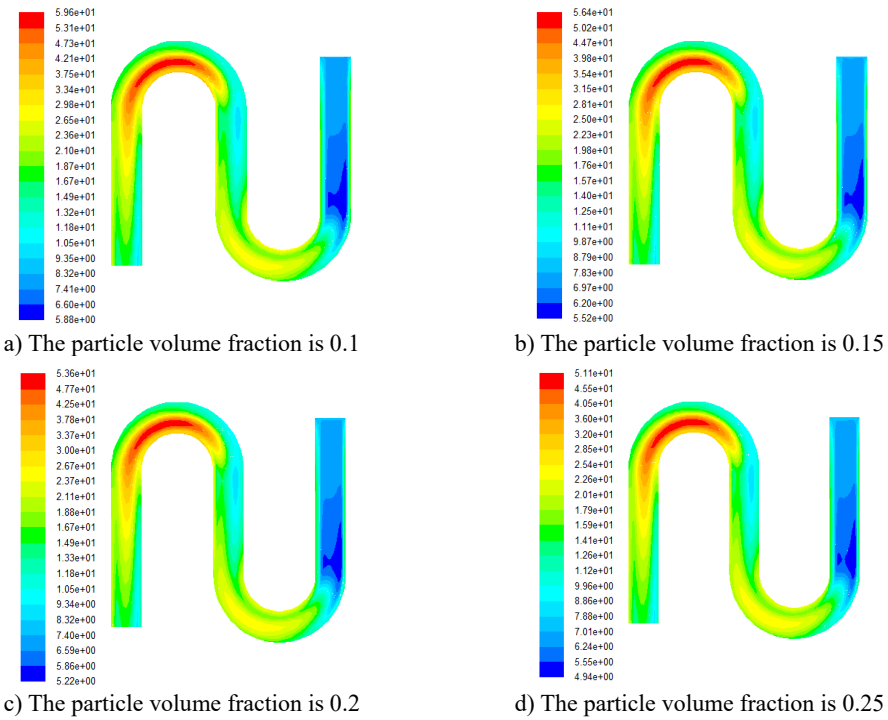 5.96e+01
5.31e+01
4.73e+01
4.21e+01
3.75e+01
3.34e+01
2.98e+01
2.65e+01
2.36e+01
2.10e+01
1.87e+01
1.67e+01
1.49e+01
1.32e+01
1.18e+01
1.05e+01
9.35e+00
8.32e+00
7.41e+00
6.60e+00
5.88e+00
a) The particle volume fraction is 0.1
5.64e+01
5.02e+01
4.47e+01
3.98e+01
3.54e+01
3.15e+01
2.81e+01
2.50e+01
2.23e+01
1.98e+01
1.76e+01
1.57e+01
1.40e+01
1.25e+01
1.11e+01
9.87e+00
8.79e+00
7.83e+00
6.97e+00
6.20e+00
5.52e+00
b) The particle volume fraction is 0.15
5.36e+01
4.77e+01
4.25e+01
3.78e+01
3.37e+01
3.00e+01
2.67e+01
2.37e+01
2.11e+01
1.88e+01
1.67e+01
1.49e+01
1.33e+01
1.18e+01
1.05e+01
9.34e+00
8.32e+00
7.40e+00
6.59e+00
5.86e+00
5.22e+00
c) The particle volume fraction is 0.2
5.11e+01
4.55e+01
4.05e+01
3.60e+01
3.20e+01
2.85e+01
2.54e+01
2.26e+01
2.01e+01
1.79e+01
1.59e+01
1.41e+01
1.26e+01
1.12e+01
9.96e+00
8.86e+00
7.88e+00
7.01e+00
6.24e+00
5.55e+00
4.94e+00
d) The particle volume fraction is 0.25